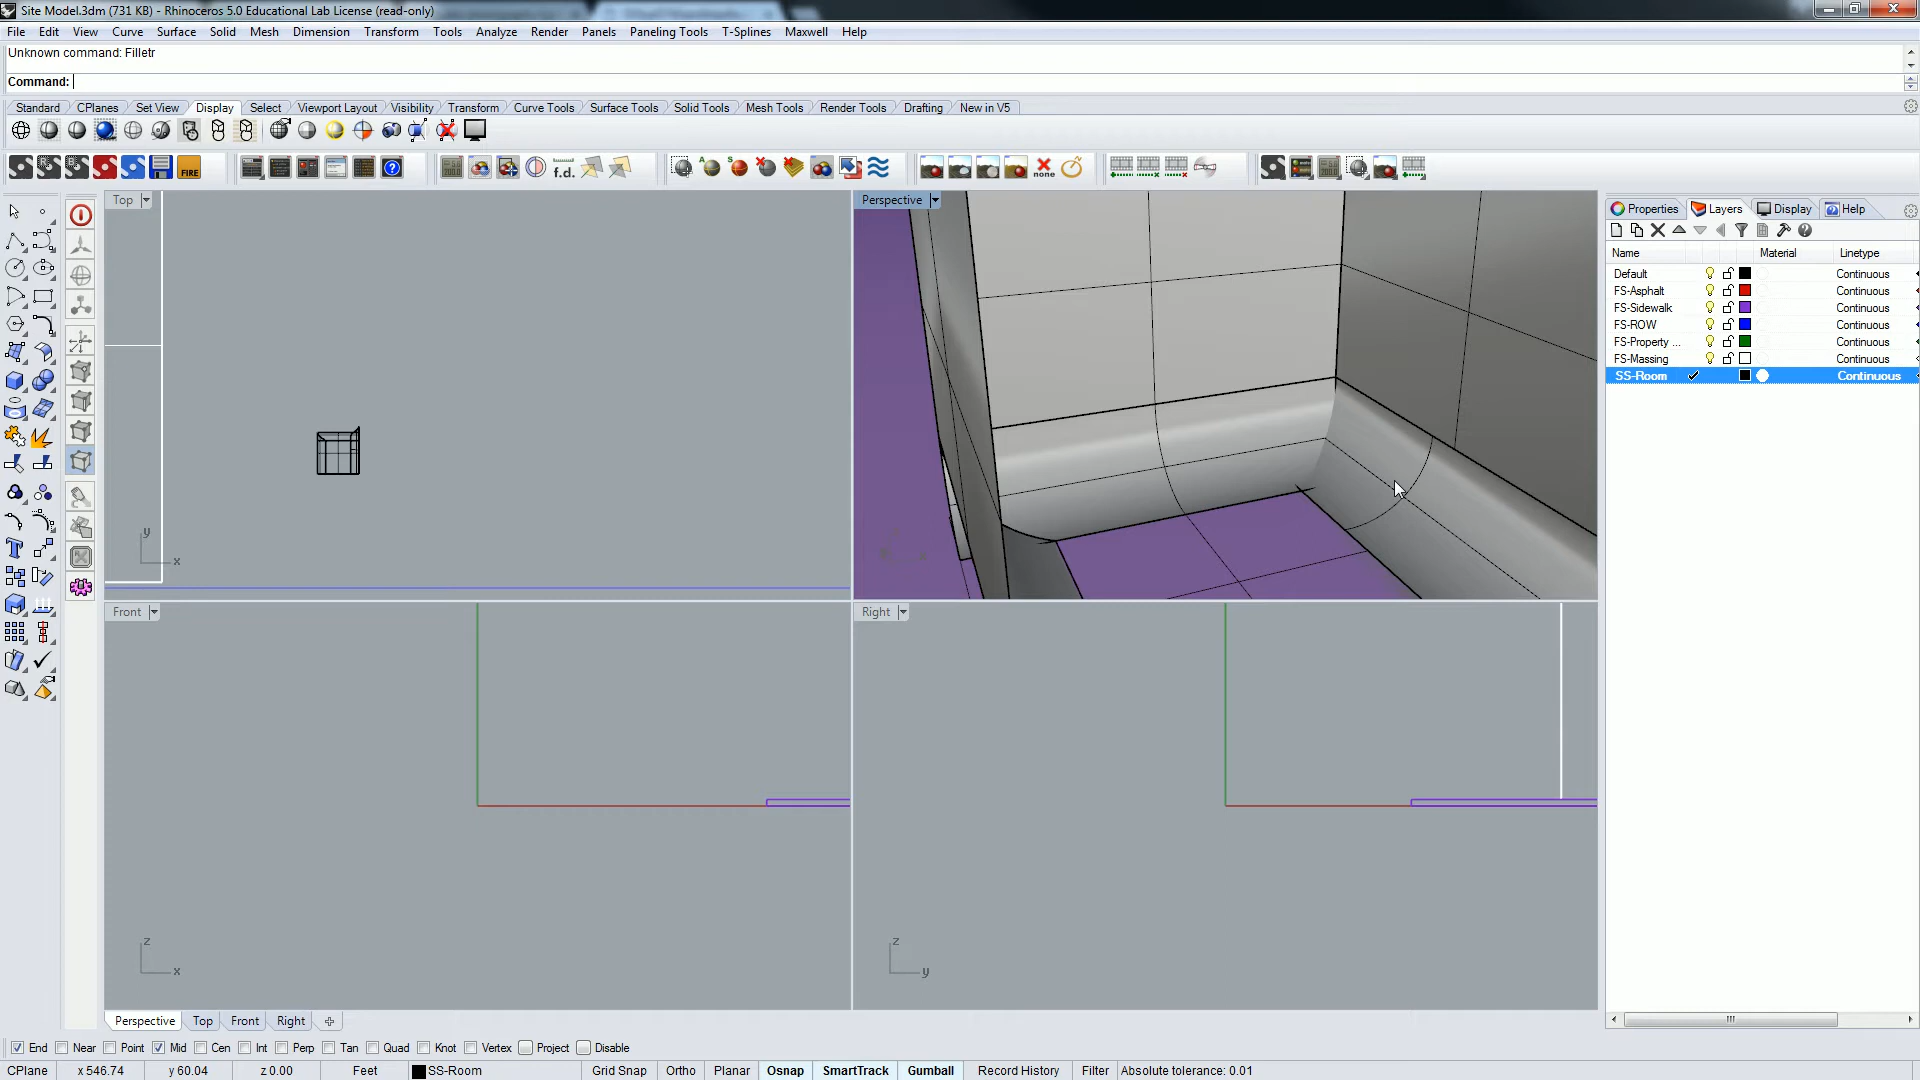 Site Model.3dm (731 KB) - Rhinoceros 5.0 Educational Lab License (read-only)
File Edit View Curve Surface Solid Mesh Dimension Transform Tools Analyze Render Panels Paneling Tools T-Splines Maxwell Help
Unknown command: Filletr
Command:
Standard CPlanes Set View Display Select Viewport Layout Visibility Transform Curve Tools Surface Tools Solid Tools Mesh Tools Render Tools Drafting New in V5
FIRE f.d. none
Top
Perspective
Properties Layers Display Help
Name Material Linetype
Default Continuous
FS-Asphalt Continuous
FS-Sidewalk Continuous
FS-ROW Continuous
FS-Property ... Continuous
FS-Massing Continuous
SS-Room Continuous
y
x
Front
Right
z
x
z
y
Perspective Top Front Right
End Near Point Mid Cen Int Perp Tan Quad Knot Vertex Project Disable
CPlane x 546.74 y 60.04 z 0.00 Feet SS-Room Grid Snap Ortho Planar Osnap SmartTrack Gumball Record History Filter Absolute tolerance: 0.01